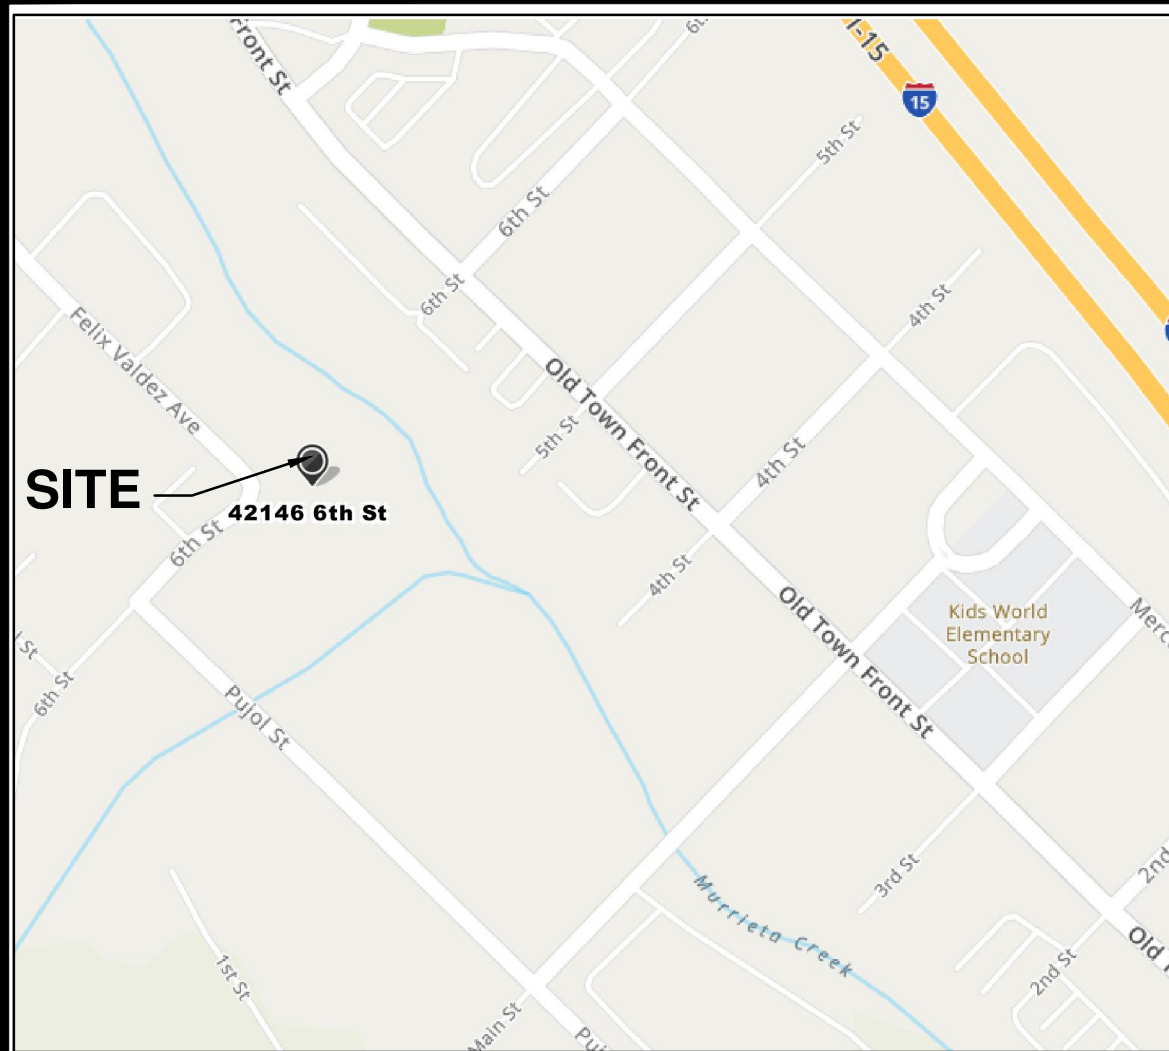 Front St
6th
I-15
15
5th St
6th St
6th St
4th St
Felix Valdez Ave
Old Town Front St
5th St
4th St
SITE
42146 6th St
6th St
4th St
Old Town Front St
Kids World
Elementary
School
St
6th St
Pujol St
3rd St
2nd
Murrieta Creek
Old
1st St
2nd St
Main St